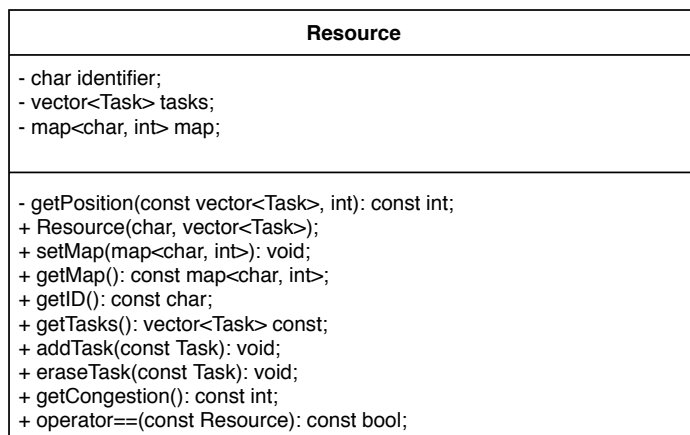 Resource
- char identifier;
- vector<Task> tasks;
- map<char, int> map;
- getPosition(const vector<Task>, int): const int;
+ Resource(char, vector<Task>);
+ setMap(map<char, int>): void;
+ getMap(): const map<char, int>;
+ getID(): const char;
+ getTasks(): vector<Task> const;
+ addTask(const Task): void;
+ eraseTask(const Task): void;
+ getCongestion(): const int;
+ operator==(const Resource): const bool;